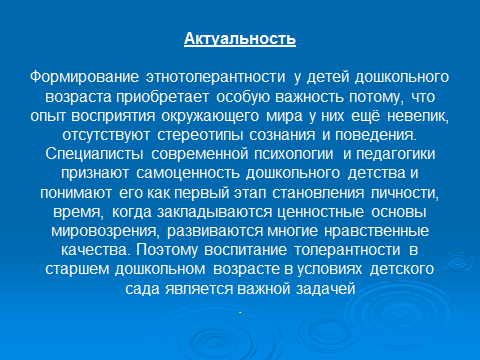 Актуальность
Формирование этнотолерантности у детей дошкольного
возраста приобретает особую важность потому, что
опыт восприятия окружающего мира у них ещё невелик,
отсутствуют стереотипы сознания и поведения.
Специалисты современной психологии и педагогики
признают самоценность дошкольного детства и
понимают его как первый этап становления личности,
время, когда закладываются ценностные основы
мировозрения, развиваются многие нравственные
качества. Поэтому воспитание толерантности в
старшем дошкольном возрасте в условиях детского
сада является важной задачей
.